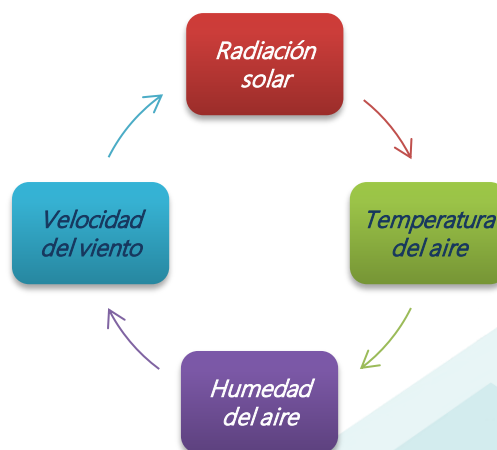 Radiación
solar
Temperatura
del aire
Humedad
del aire
Velocidad
del viento